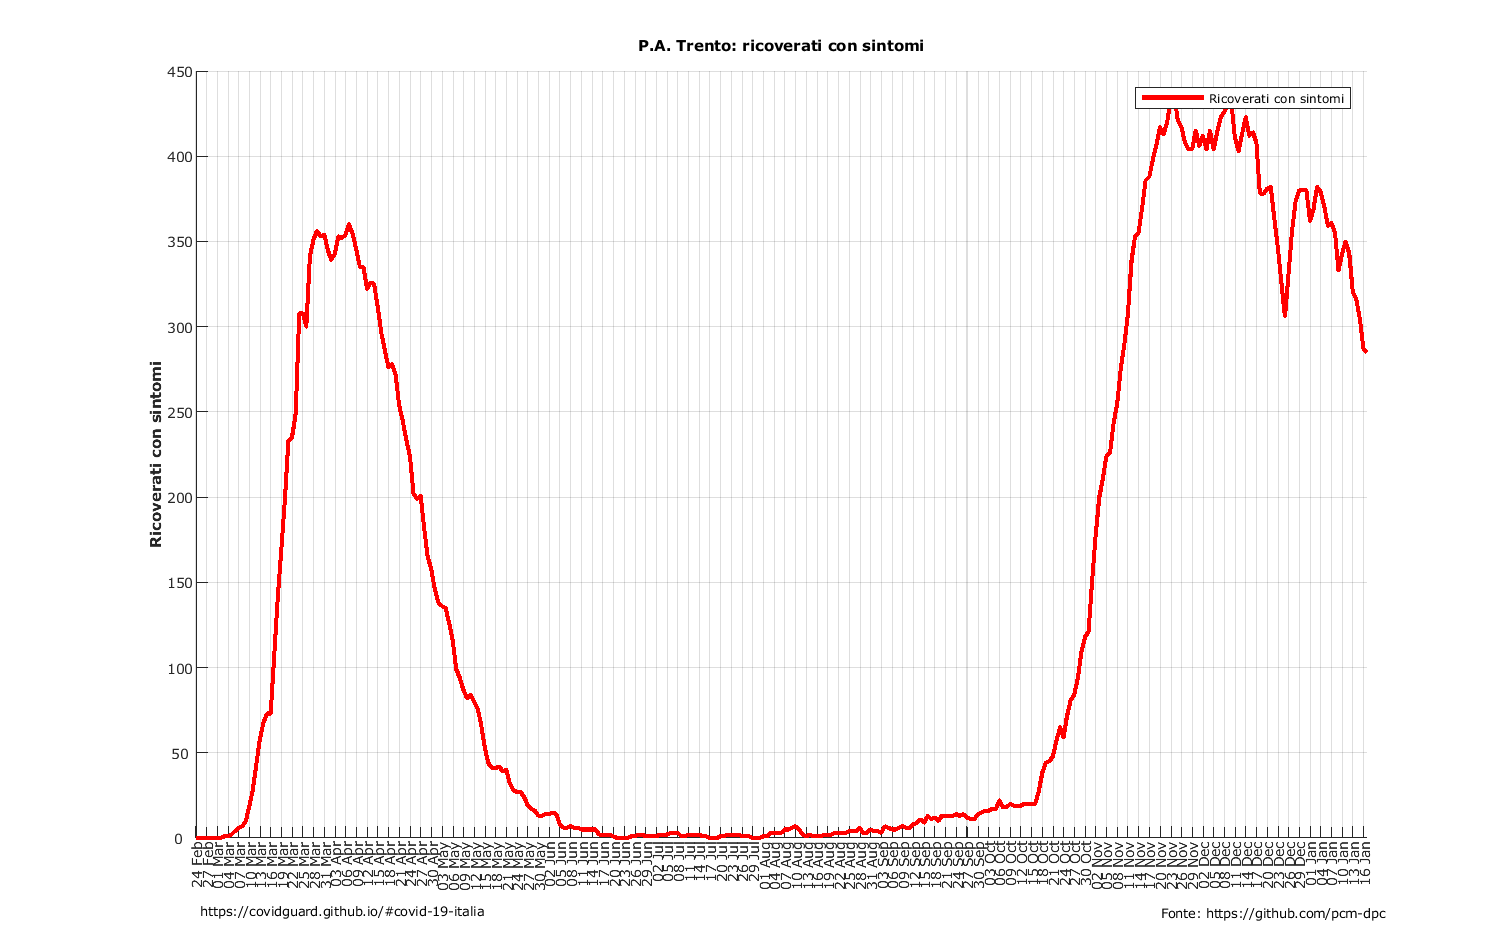 P.A. Trento: ricoverati con sintomi
Ricoverati con sintomi
450
400
350
300
250
200
150
100
50
0
Ricoverati con sintomi
24 Feb
27 Feb
01 Mar
04 Mar
07 Mar
10 Mar
13 Mar
16 Mar
19 Mar
22 Mar
25 Mar
28 Mar
31 Mar
03 Apr
06 Apr
09 Apr
12 Apr
15 Apr
18 Apr
21 Apr
24 Apr
27 Apr
30 Apr
03 May
06 May
09 May
12 May
15 May
18 May
21 May
24 May
27 May
30 May
02 Jun
05 Jun
08 Jun
11 Jun
14 Jun
17 Jun
20 Jun
23 Jun
26 Jun
29 Jun
02 Jul
05 Jul
08 Jul
11 Jul
14 Jul
17 Jul
20 Jul
23 Jul
26 Jul
29 Jul
01 Aug
04 Aug
07 Aug
10 Aug
13 Aug
16 Aug
19 Aug
22 Aug
25 Aug
28 Aug
31 Aug
03 Sep
06 Sep
09 Sep
12 Sep
15 Sep
18 Sep
21 Sep
24 Sep
27 Sep
30 Sep
03 Oct
06 Oct
09 Oct
12 Oct
15 Oct
18 Oct
21 Oct
24 Oct
27 Oct
30 Oct
02 Nov
05 Nov
08 Nov
11 Nov
14 Nov
17 Nov
20 Nov
23 Nov
26 Nov
29 Nov
02 Dec
05 Dec
08 Dec
11 Dec
14 Dec
17 Dec
20 Dec
23 Dec
26 Dec
29 Dec
01 Jan
04 Jan
07 Jan
10 Jan
13 Jan
16 Jan
https://covidguard.github.io/#covid-19-italia
Fonte: https://github.com/pcm-dpc